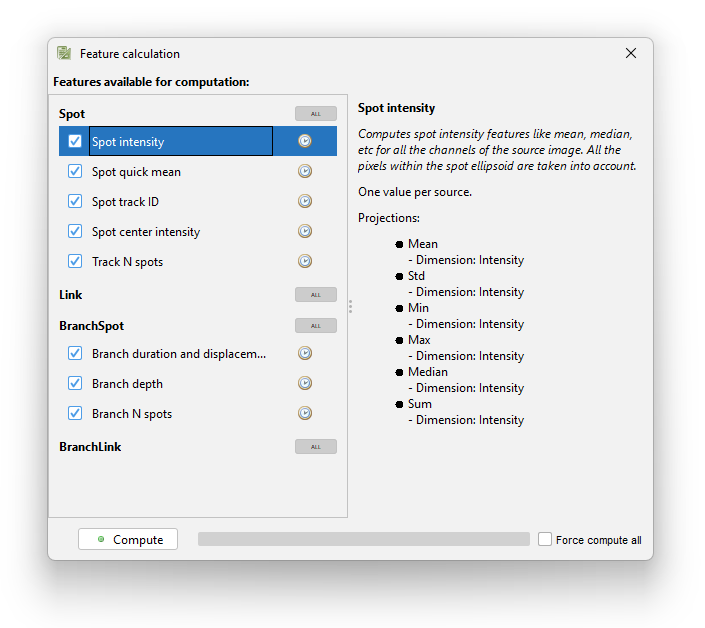 Feature calculation
Features available for computation:
Spot ALL
Spot intensity
Spot quick mean
Spot track ID
Spot center intensity
Track N spots
Link ALL
BranchSpot ALL
Branch duration and displacem...
Branch depth
Branch N spots
BranchLink ALL
Spot intensity
Computes spot intensity features like mean, median,
etc for all the channels of the source image. All the
pixels within the spot ellipsoid are taken into account.
One value per source.
Projections:
Mean
- Dimension: Intensity
Std
- Dimension: Intensity
Min
- Dimension: Intensity
Max
- Dimension: Intensity
Median
- Dimension: Intensity
Sum
- Dimension: Intensity
Compute
Force compute all